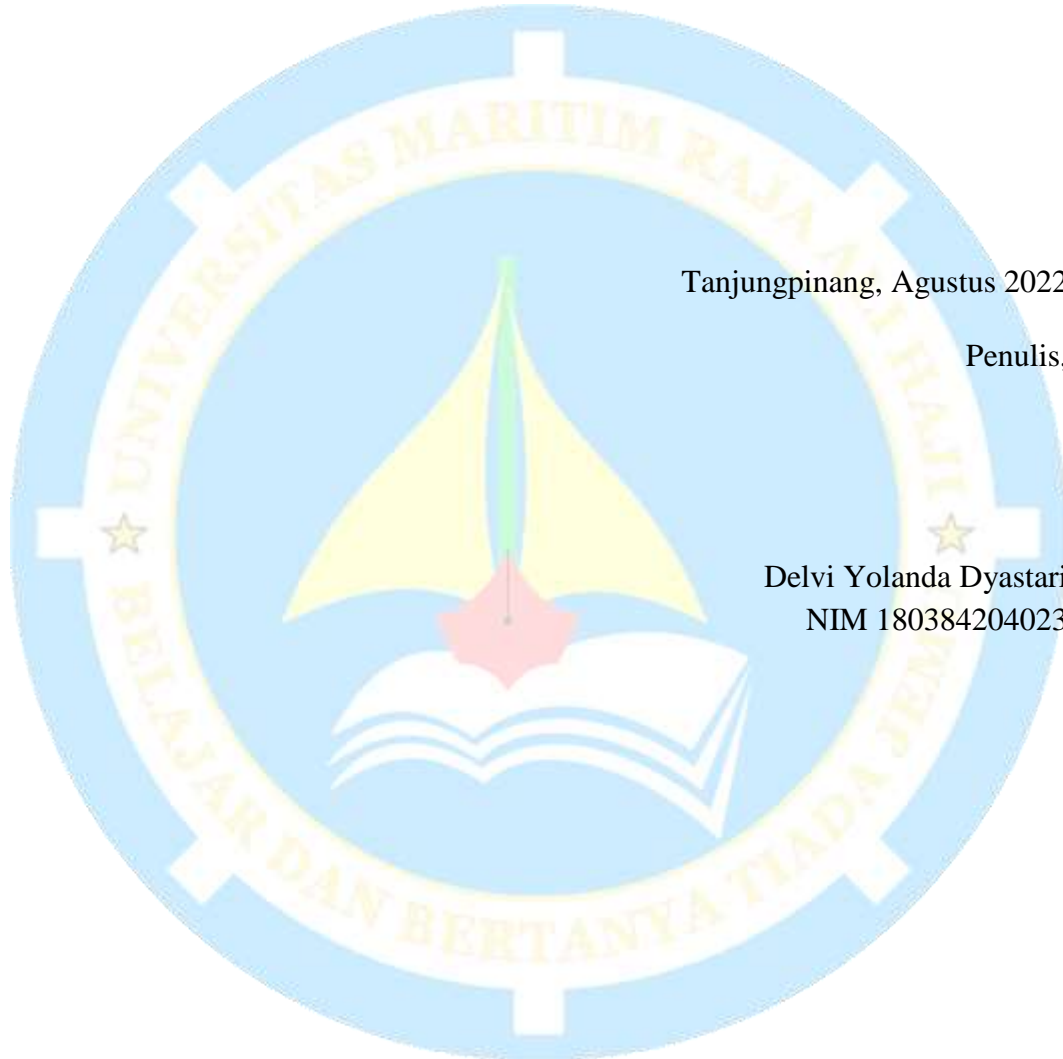 UNIVERSITAS MARITIM RAJA ALI HAJI
Tanjungpinang, Agustus 2022
Penulis,
Delvi Yolanda Dyastari
NIM 180384204023
BELAJAR DAN BERTANYA TIADA JEMU